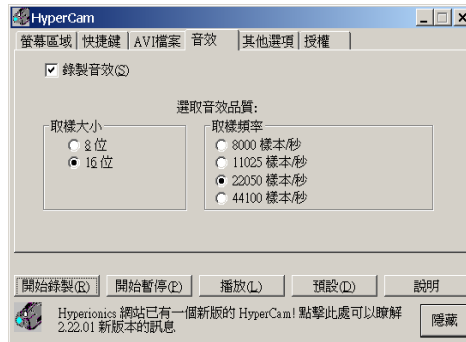 HyperCam
螢幕區域 快捷鍵 AVI檔案 音效 其他選項 授權
錄製音效(S)
選取音效品質:
取樣大小 取樣頻率
8 位 8000 樣本/秒
16 位 11025 樣本/秒
22050 樣本/秒
44100 樣本/秒
開始錄製(R) 開始暫停(P) 播放(L) 預設(D) 說明
Hyperionics 網站已有一個新版的 HyperCam! 點擊此處可以瞭解
2.22.01 新版本的訊息.
隱藏